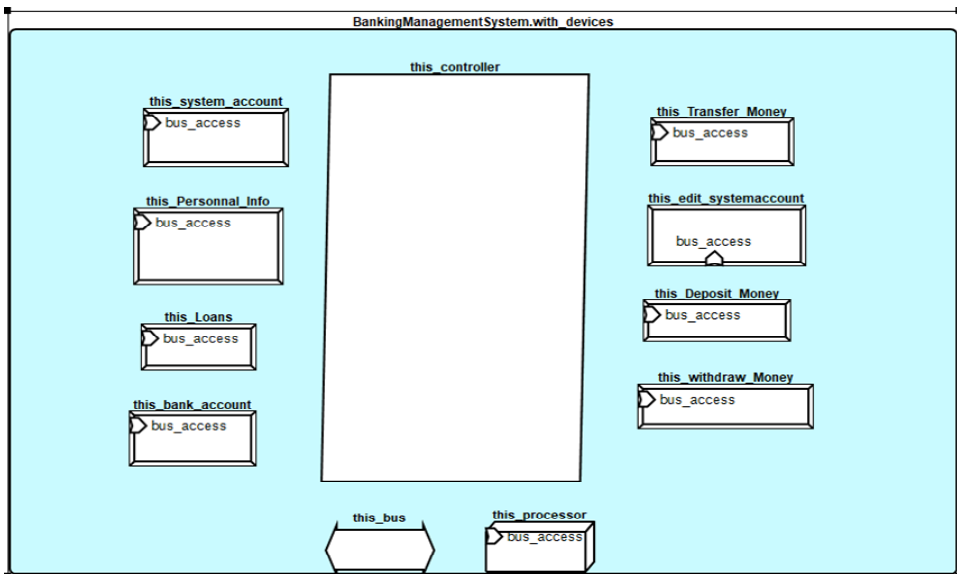 BankingManagementSystem.with_devices
this_controller
this_system_account
bus_access
this_Personnal_Info
bus_access
this_Loans
bus_access
this_bank_account
bus_access
this_Transfer_Money
bus_access
this_edit_systemaccount
bus_access
this_Deposit_Money
bus_access
this_withdraw_Money
bus_access
this_bus
this_processor
bus_access